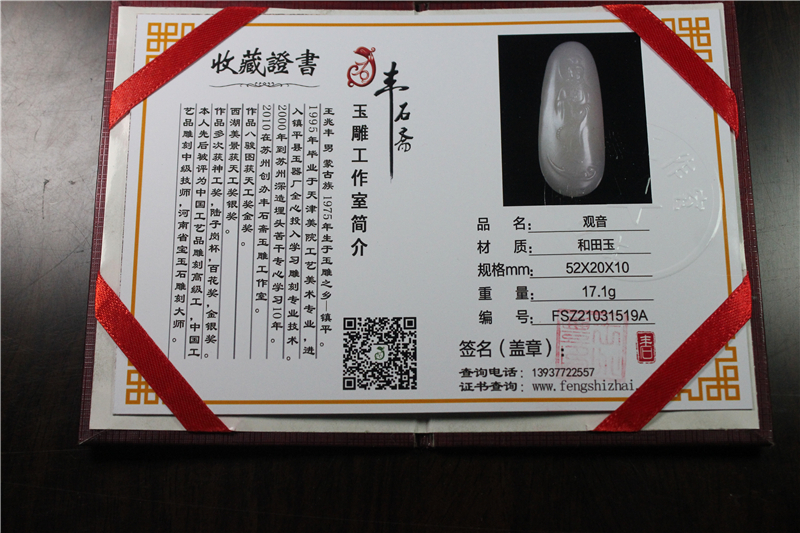 收藏證書
丰石斋
玉雕工作室简介
王兆丰 男 蒙古族 1975年生于玉雕之乡—镇平。
1995年毕业于天津美院工艺美术专业，进
入镇平县玉器厂全心投入学习雕刻专业技术。
2000年到苏州深造埋头苦干专心学习10年。
2010在苏州创办丰石斋玉雕工作室。
作品八骏图获天工奖金奖。
西湖美景获天工奖银奖。
作品多次获神工奖，陆子岗杯，百花奖，金银奖。
本人先后被评为中国工艺品雕刻高级工，中国工
艺品雕刻中级技师，河南省宝玉石雕刻大师。
品 名： 观音
材 质： 和田玉
规格mm： 52X20X10
重 量： 17.1g
编 号： FSZ21031519A
签名（盖章）：
查询电话：13937722557
证书查询：www.fengshizhai.